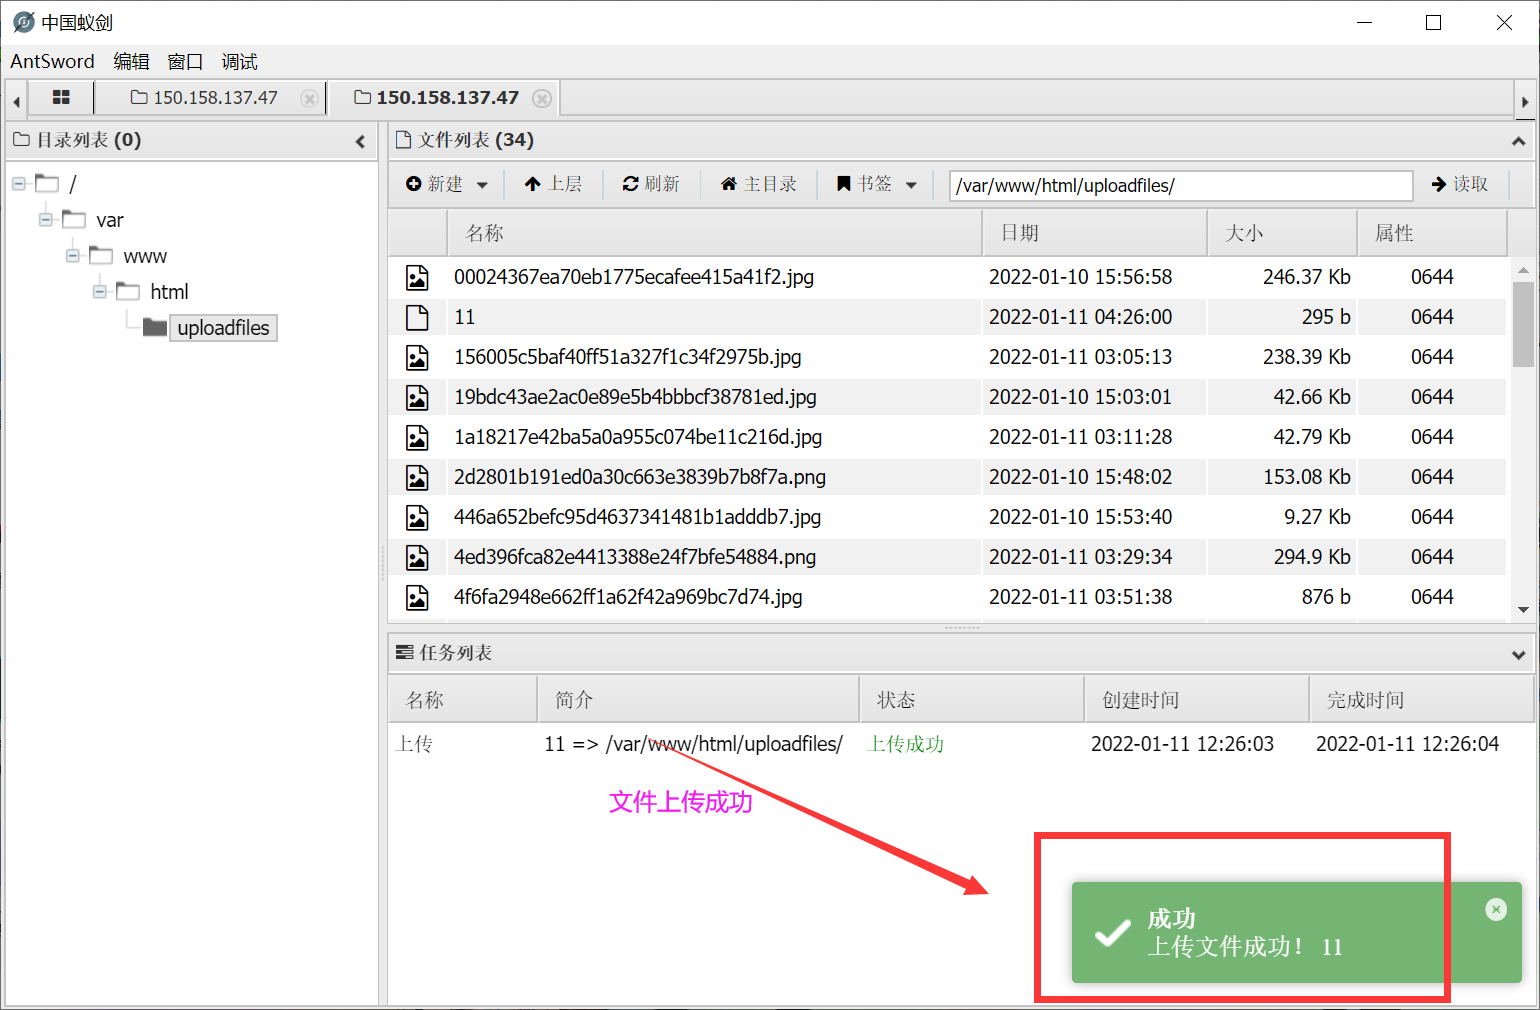 中国蚁剑
AntSword 编辑 窗口 调试
150.158.137.47 150.158.137.47
目录列表 (0)
/
var
www
html
uploadfiles
文件列表 (34)
新建 上层 刷新 主目录 书签 /var/www/html/uploadfiles/ 读取
名称 日期 大小 属性
00024367ea70eb1775ecafee415a41f2.jpg 2022-01-10 15:56:58 246.37 Kb 0644
11 2022-01-11 04:26:00 295 b 0644
156005c5baf40ff51a327f1c34f2975b.jpg 2022-01-11 03:05:13 238.39 Kb 0644
19bdc43ae2ac0e89e5b4bbbcf38781ed.jpg 2022-01-10 15:03:01 42.66 Kb 0644
1a18217e42ba5a0a955c074be11c216d.jpg 2022-01-11 03:11:28 42.79 Kb 0644
2d2801b191ed0a30c663e3839b7b8f7a.png 2022-01-10 15:48:02 153.08 Kb 0644
446a652befc95d4637341481b1adddb7.jpg 2022-01-10 15:53:40 9.27 Kb 0644
4ed396fca82e4413388e24f7bfe54884.png 2022-01-11 03:29:34 294.9 Kb 0644
4f6fa2948e662ff1a62f42a969bc7d74.jpg 2022-01-11 03:51:38 876 b 0644
任务列表
名称 简介 状态 创建时间 完成时间
上传 11 => /var/www/html/uploadfiles/ 上传成功 2022-01-11 12:26:03 2022-01-11 12:26:04
文件上传成功
成功
上传文件成功！ 11